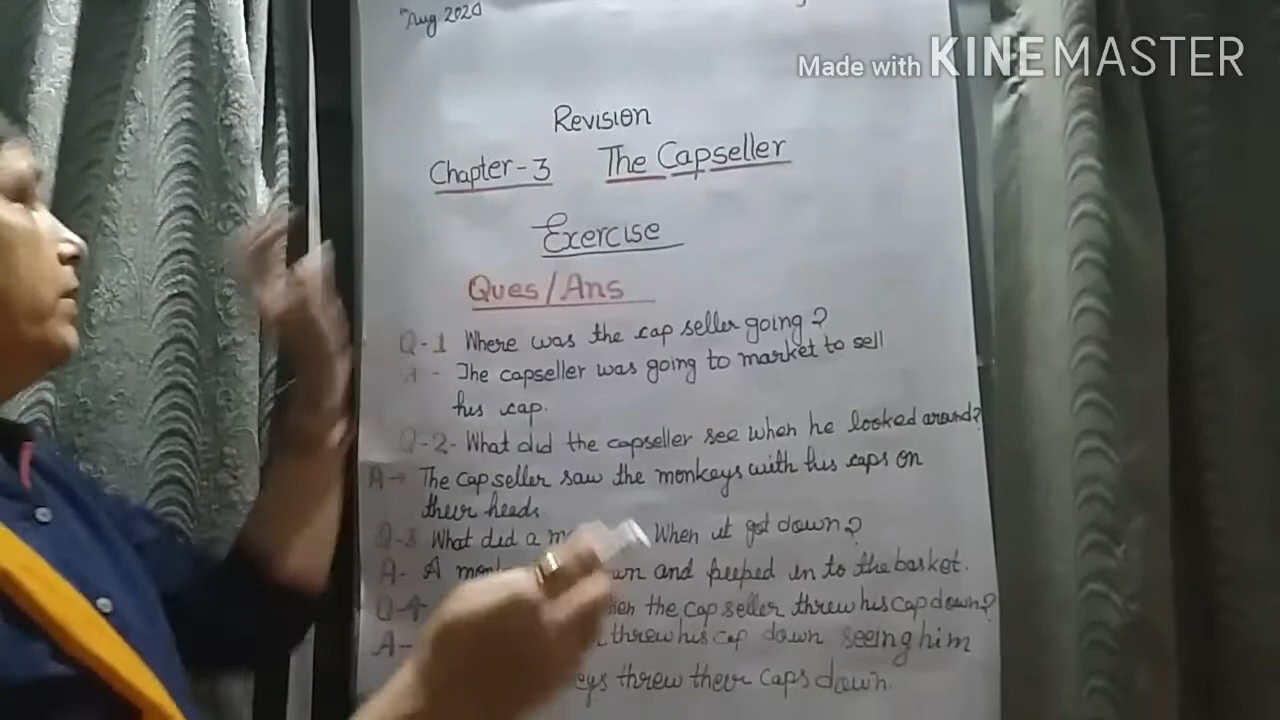 Aug. 2020
Made with KINEMASTER
Revision
Chapter-3 The Capseller
Exercise
Ques/Ans
Q-1 Where was the cap seller going?
A- The capseller was going to market to sell
his cap.
Q-2- What did the capseller see when he looked around?
A- The cap seller saw the monkeys with his caps on
their heads.
Q-3 What did a When it got down?
A- A and peeped in to the basket.
Q-4 the cap seller threw his cap down?
A- threw his cap down seeing him
threw their caps down.